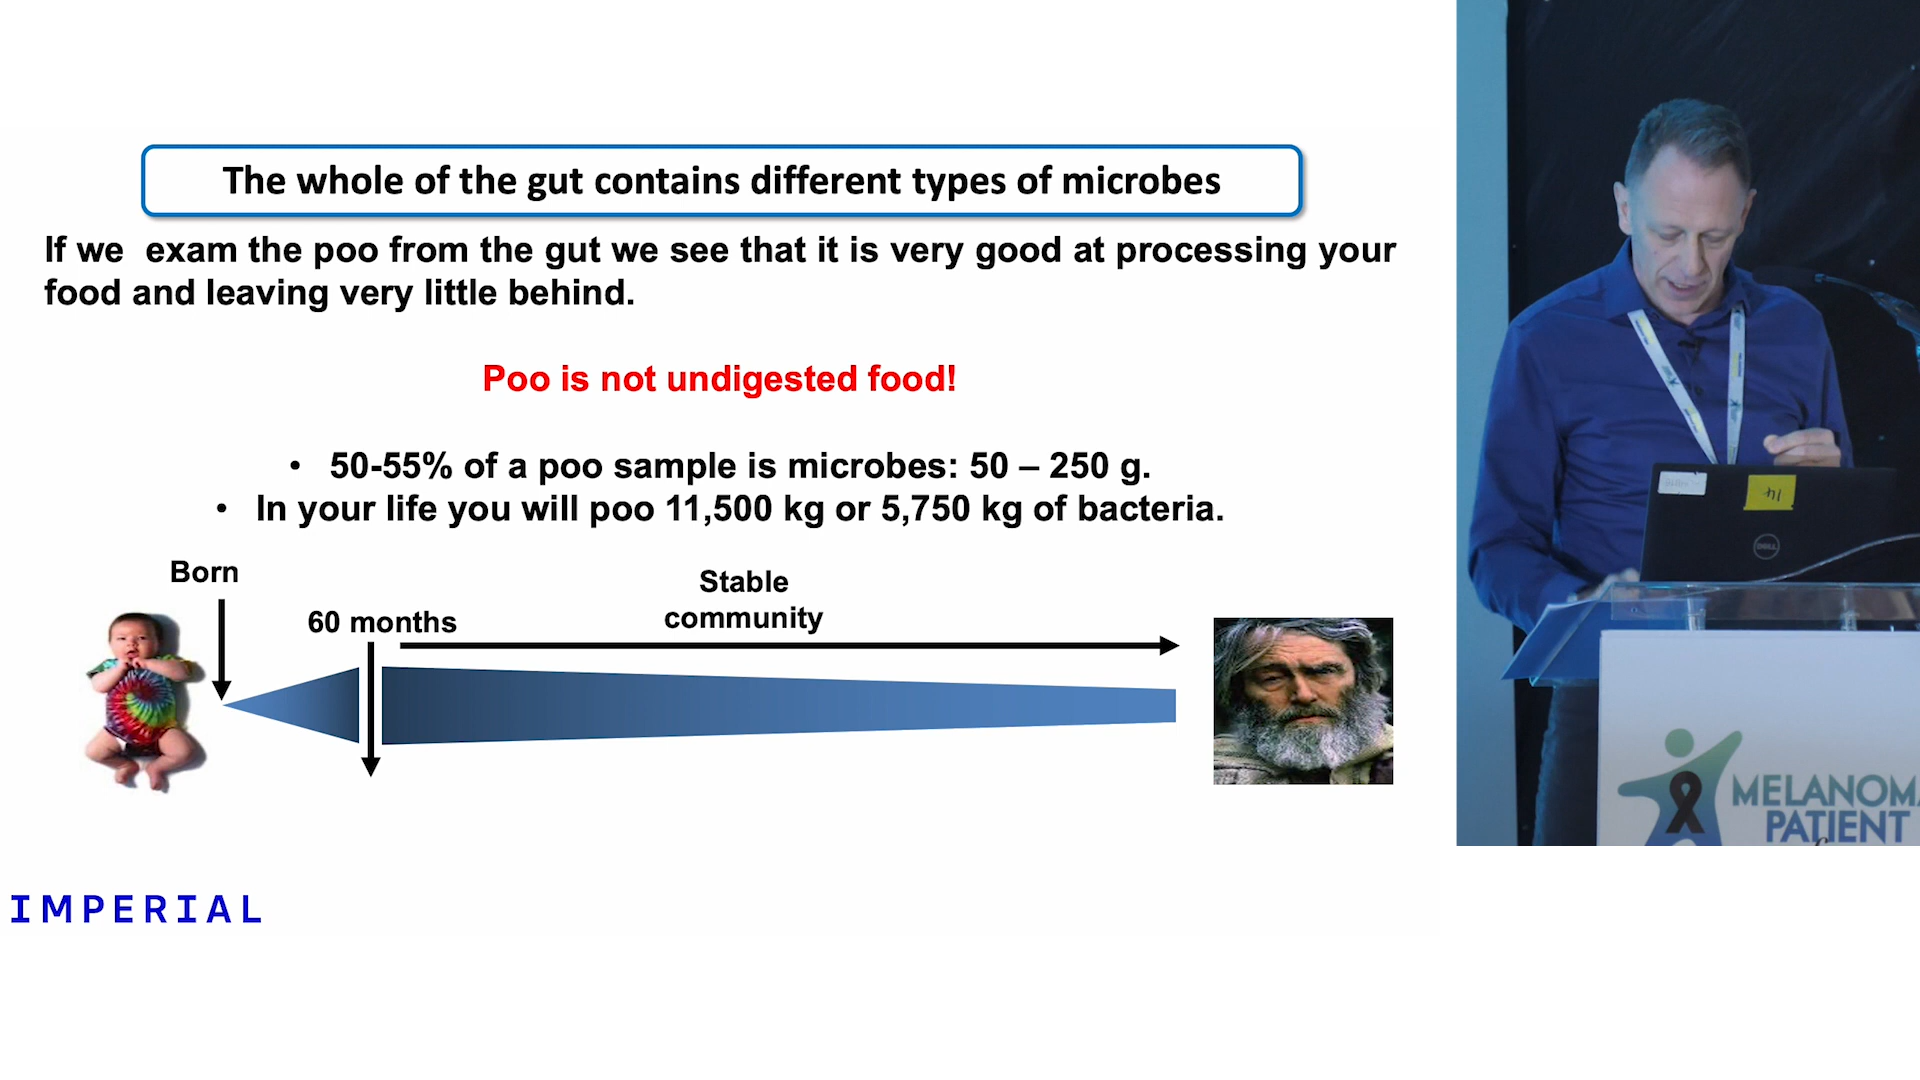 The whole of the gut contains different types of microbes
If we exam the poo from the gut we see that it is very good at processing your
food and leaving very little behind.
Poo is not undigested food!
• 50-55% of a poo sample is microbes: 50 – 250 g.
• In your life you will poo 11,500 kg or 5,750 kg of bacteria.
Born
60 months
Stable
community
IMPERIAL
14
DELL
MELANOMA
PATIENT